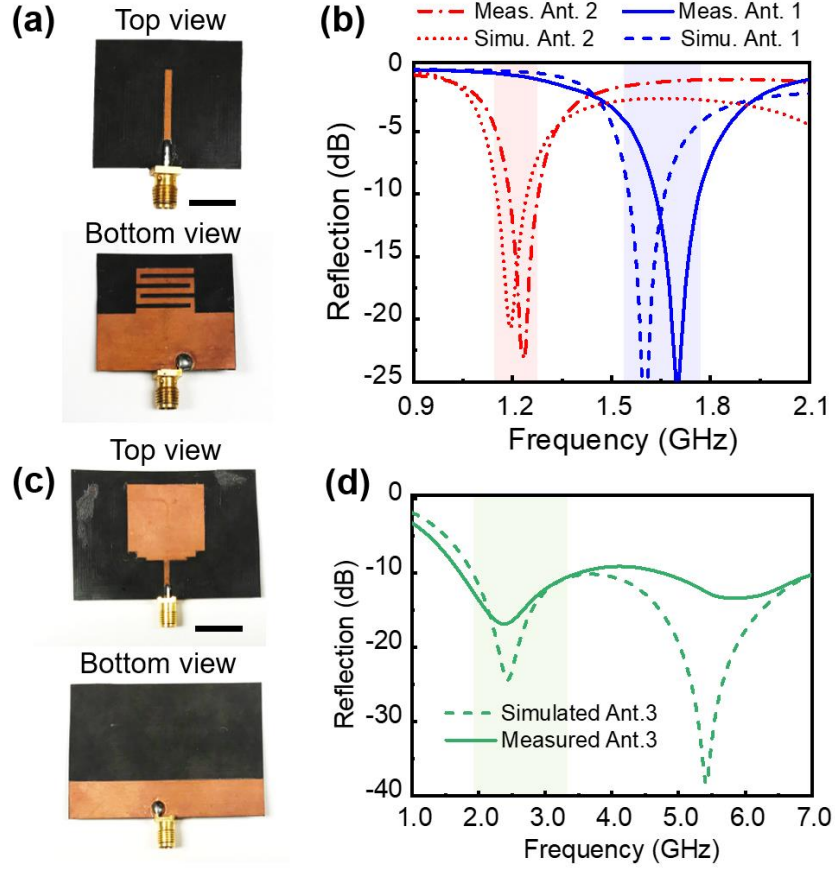 (a)
Top view
Bottom view
(b)
Meas. Ant. 2
Meas. Ant. 1
Simu. Ant. 2
Simu. Ant. 1
0
-5
-10
-15
-20
-25
Reflection (dB)
0.9 1.2 1.5 1.8 2.1
Frequency (GHz)
(c)
Top view
Bottom view
(d)
0
-10
-20
-30
-40
Reflection (dB)
Simulated Ant.3
Measured Ant.3
1.0 2.0 3.0 4.0 5.0 6.0 7.0
Frequency (GHz)